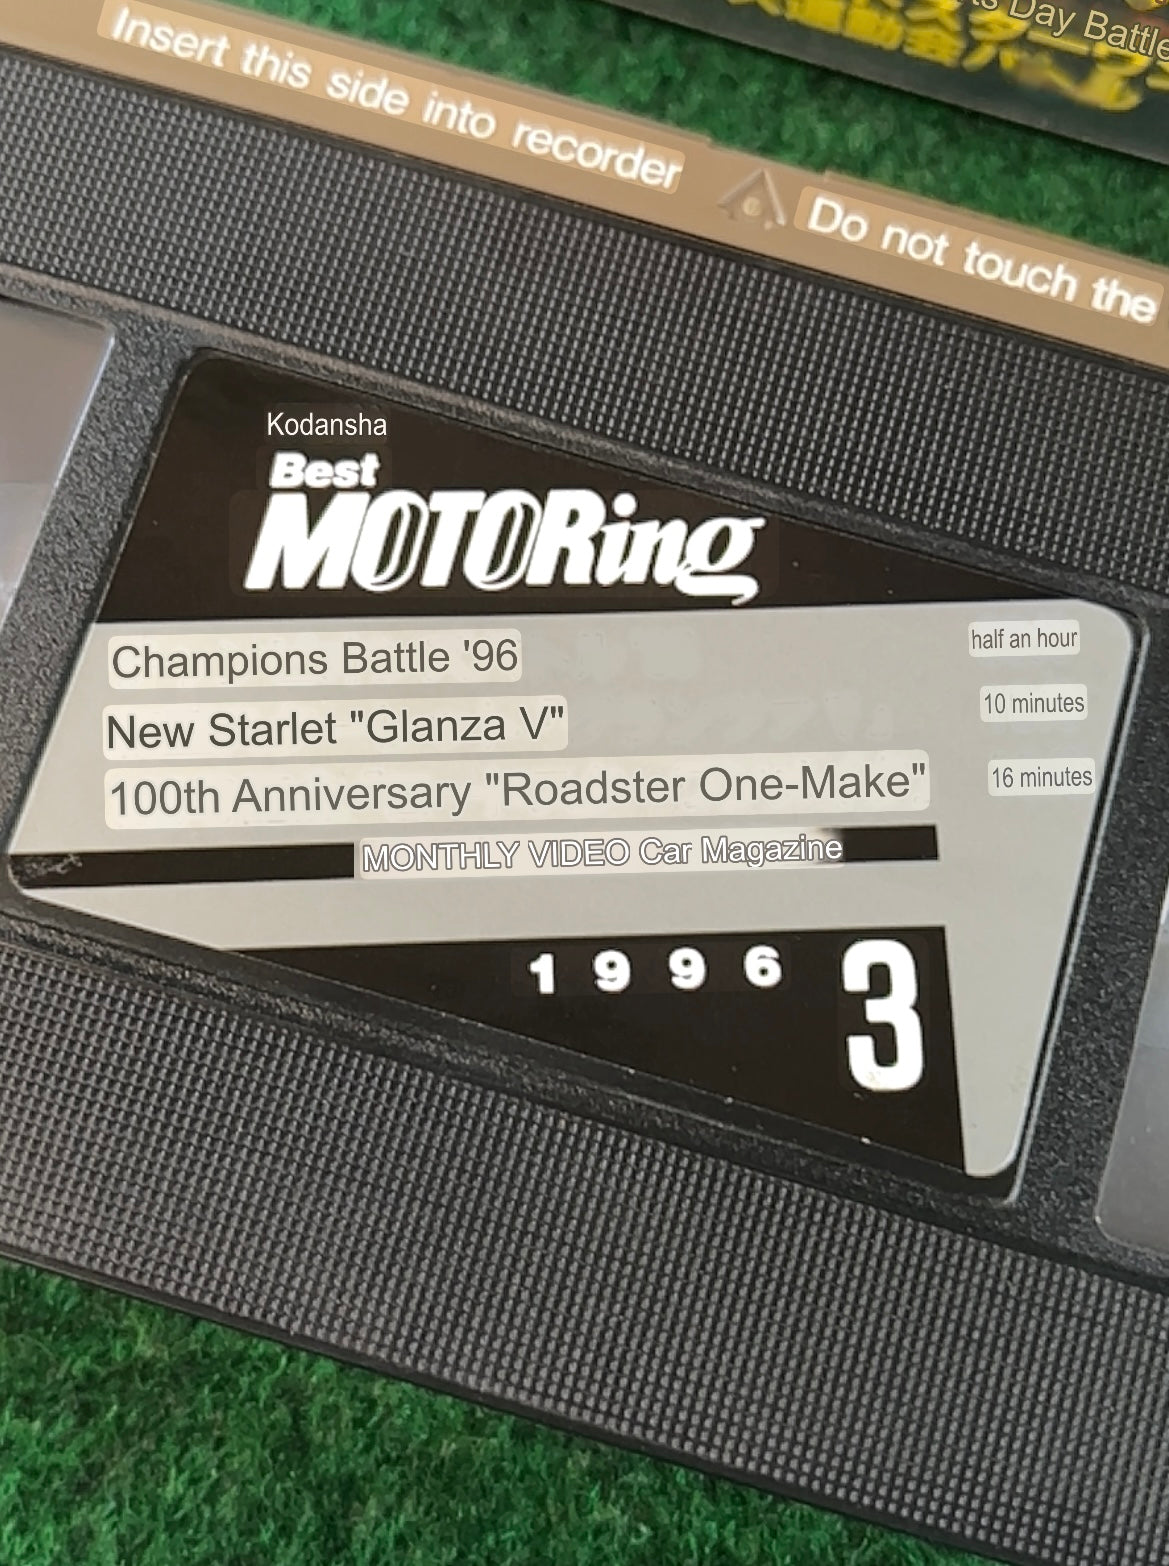 Day Battle
Insert this side into recorder
Do not touch the
Kodansha
Best
MOTORing
Champions Battle '96 half an hour
New Starlet "Glanza V" 10 minutes
100th Anniversary "Roadster One-Make" 16 minutes
MONTHLY VIDEO Car Magazine
1996 3